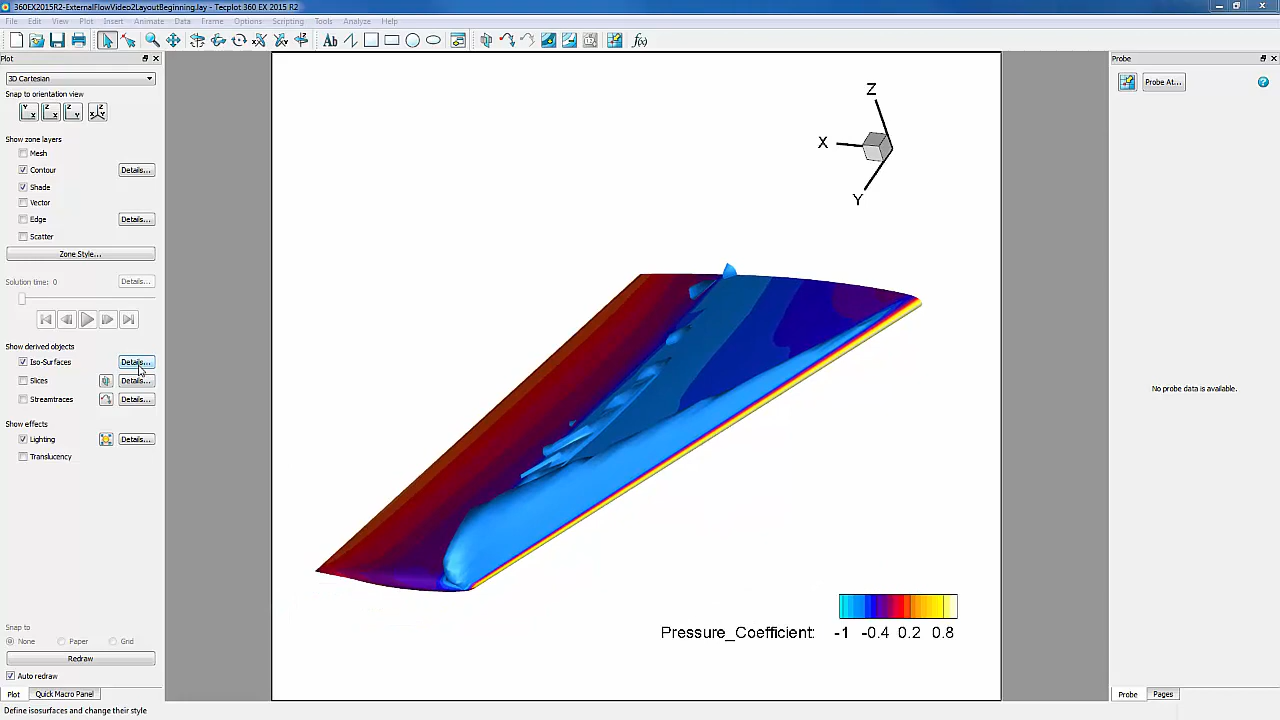 360EX2015R2-ExternalFlowVideo2LayoutBeginning.lay - Tecplot 360 EX 2015 R2
File Edit View Plot Insert Animate Data Frame Options Scripting Tools Analyze Help
Ab f(x)
Plot
3D Cartesian
Snap to orientation view
Show zone layers
Mesh
Contour Details...
Shade
Vector
Edge Details...
Scatter
Zone Style...
Solution time: 0 Details...
Show derived objects
Iso-Surfaces Details...
Slices Details...
Streamtraces Details...
Show effects
Lighting Details...
Translucency
Snap to
None Paper Grid
Redraw
Auto redraw
Plot Quick Macro Panel
Define isosurfaces and change their style
Z
X
Y
Pressure_Coefficient: -1 -0.4 0.2 0.8
Probe
Probe At...
No probe data is available.
Probe Pages